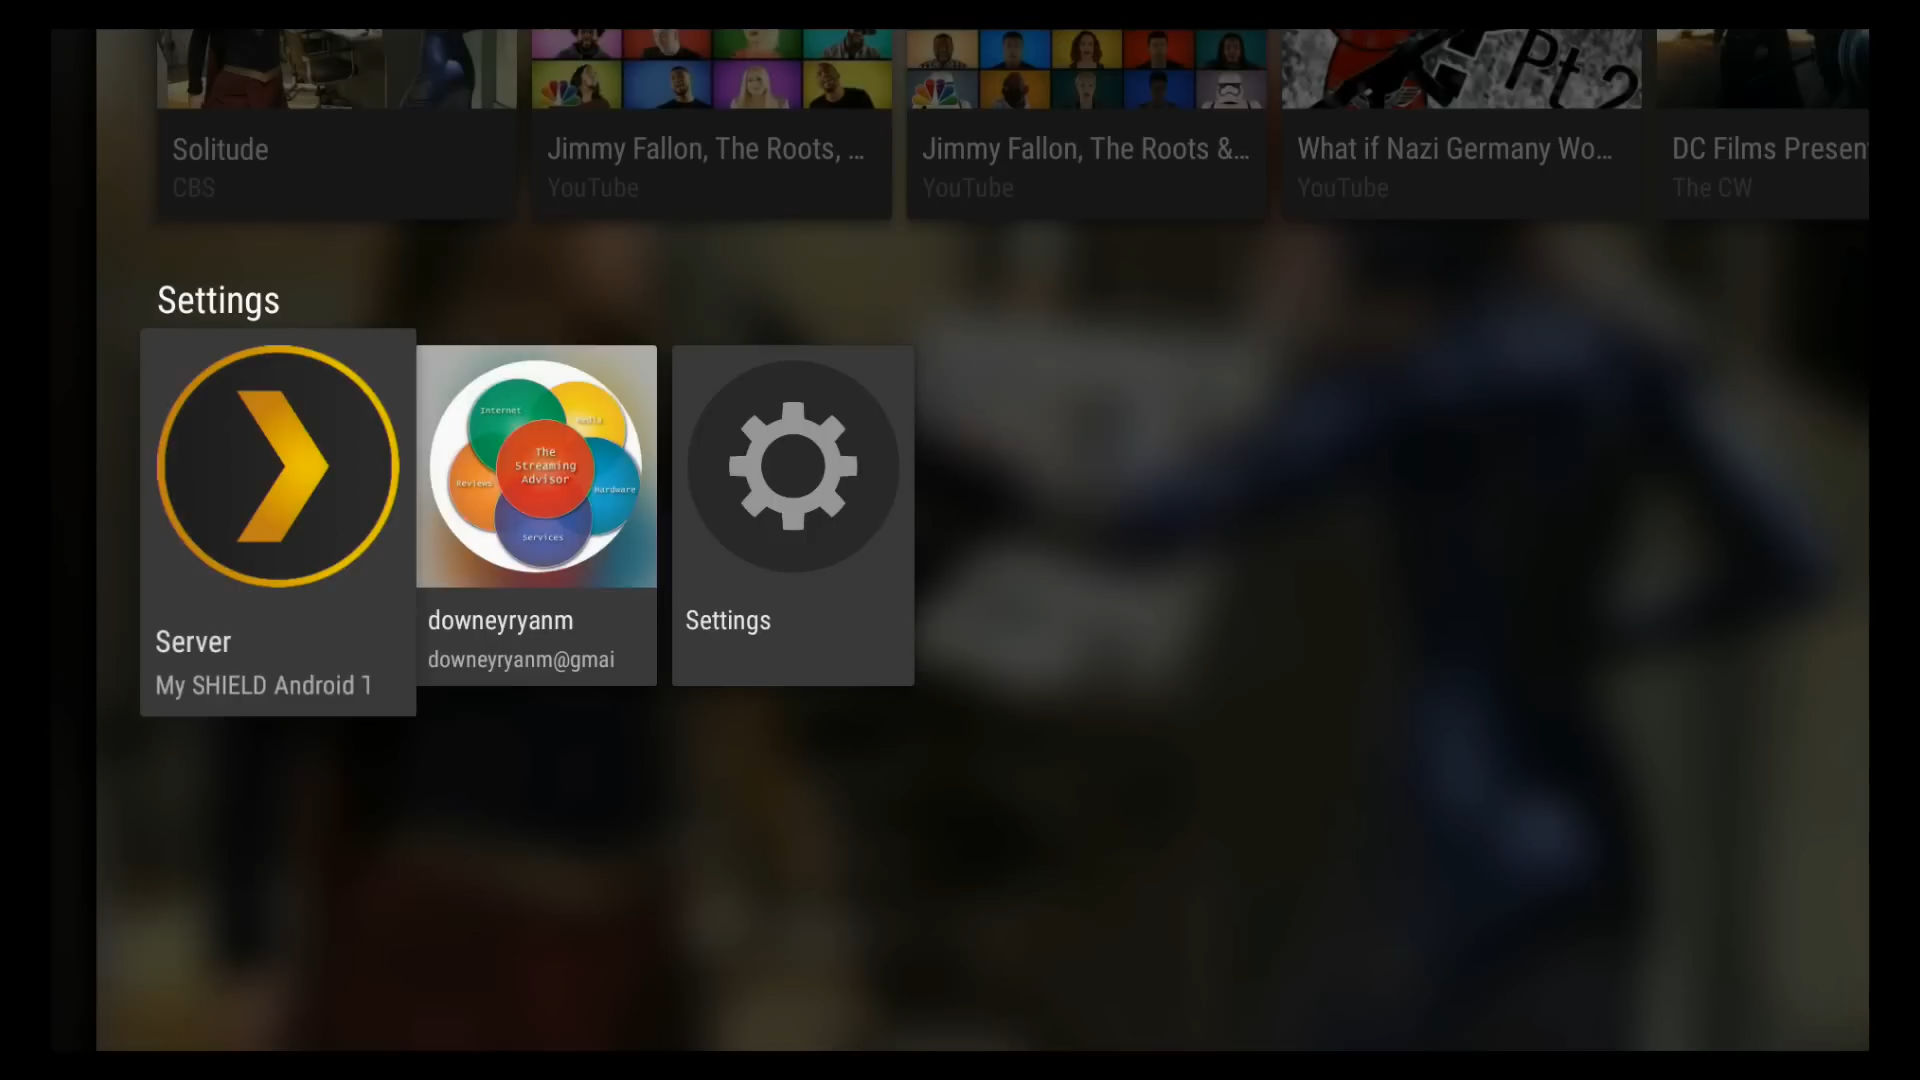 Pt 2
Solitude
CBS
Jimmy Fallon, The Roots, ...
YouTube
Jimmy Fallon, The Roots &...
YouTube
What if Nazi Germany Wo...
YouTube
DC Films Presen
The CW
Settings
Server
My SHIELD Android T
Internet
Media
The
Streaming
Advisor
Reviews
Hardware
Services
downeyryanm
downeyryanm@gmai
Settings